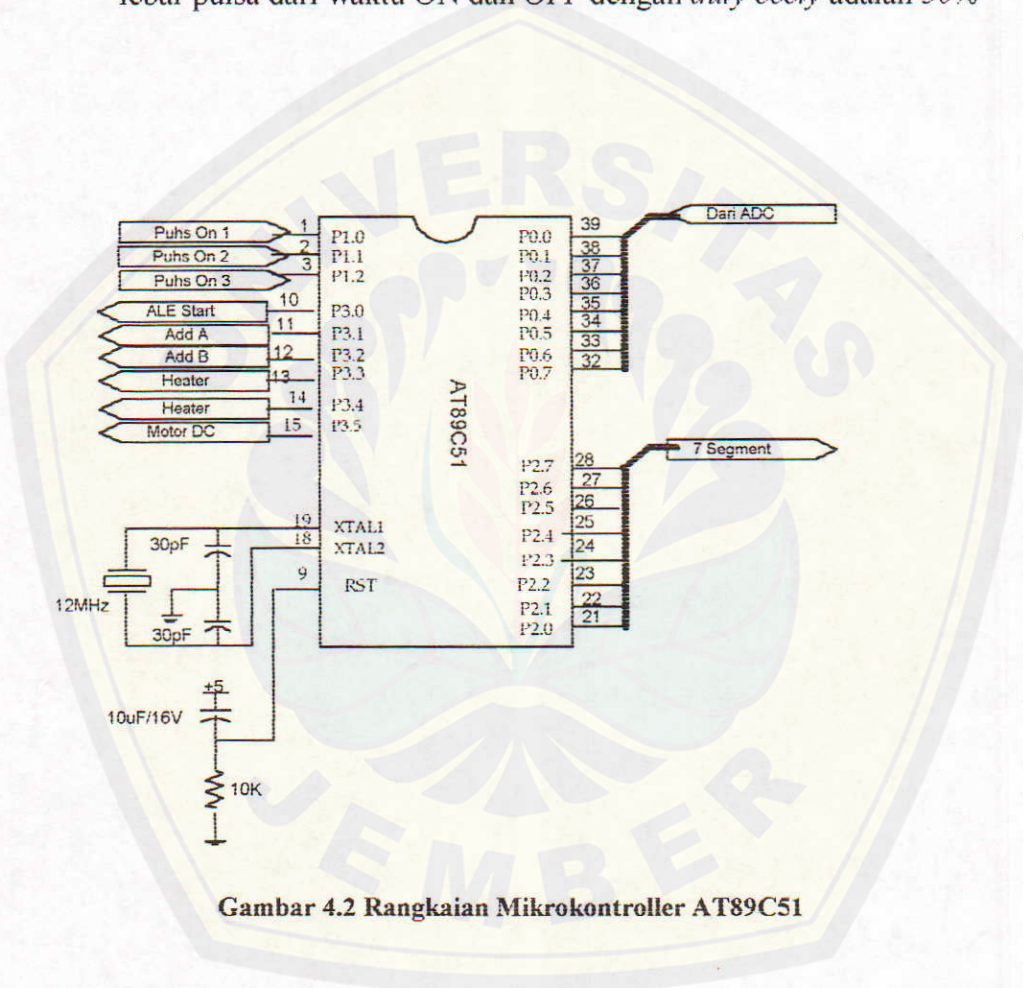 lebar pulsa dari waktu ON dan OFF dengan duty cycly adalah 50%
UNIVERSITAS
JEMBER
Puhs On 1
Puhs On 2
Puhs On 3
ALE Start
Add A
Add B
Heater
Heater
Motor DC
1
2
3
10
11
12
13
14
15
P1.0
P1.1
P1.2
P3.0
P3.1
P3.2
P3.3
P3.4
P3.5
AT89C51
P0.0
P0.1
P0.2
P0.3
P0.4
P0.5
P0.6
P0.7
39
38
37
36
35
34
33
32
Dari ADC
P2.7
P2.6
P2.5
P2.4
P2.3
P2.2
P2.1
P2.0
28
27
26
25
24
23
22
21
7 Segment
19
18
9
XTAL1
XTAL2
RST
30pF
12MHz
30pF
+5
10uF/16V
10K
Gambar 4.2 Rangkaian Mikrokontroller AT89C51